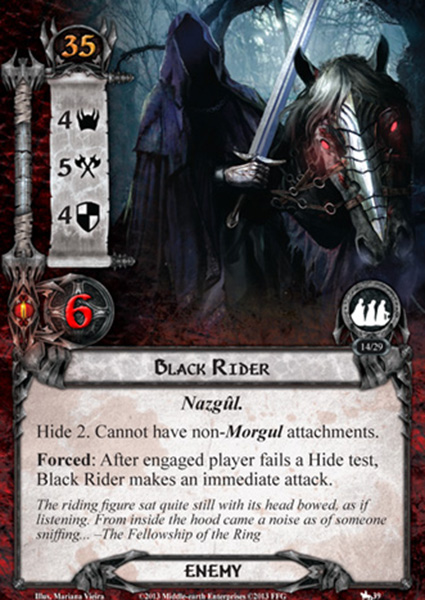 35
4
5
4
6
14/29
BLACK RIDER
Nazgûl.
Hide 2. Cannot have non-Morgul attachments.
Forced: After engaged player fails a Hide test,
Black Rider makes an immediate attack.
The riding figure sat quite still with its head bowed, as if
listening. From inside the hood came a noise as of someone
sniffing... –The Fellowship of the Ring
ENEMY
Illus. Mariana Vieira ©2013 Middle-earth Enterprises ©2013 FFG 39